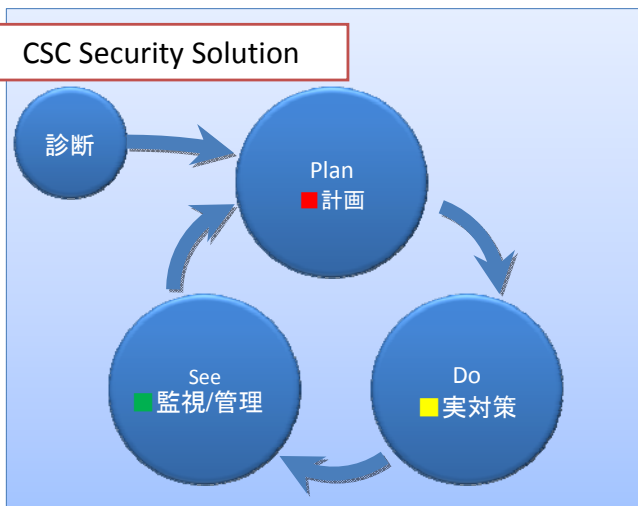 CSC Security Solution
診断
Plan
計画
See
監視/管理
Do
実対策